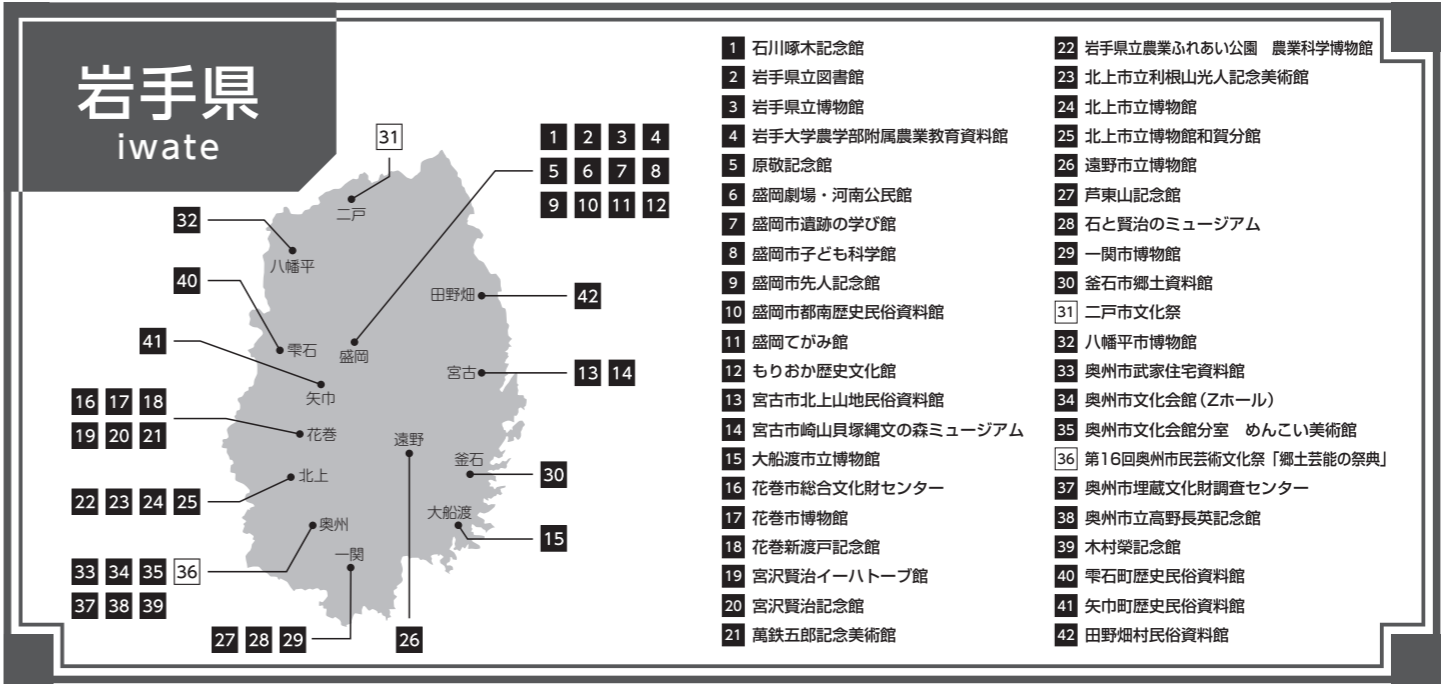 岩手県
iwate
31
1 2 3 4
5 6 7 8
9 10 11 12
二戸
32
八幡平
40
田野畑
42
41
雫石
盛岡
宮古
13 14
矢巾
16 17 18
19 20 21
花巻
遠野
釜石
30
北上
22 23 24 25
大船渡
15
奥州
一関
33 34 35 36
37 38 39
27 28 29
26
1 石川啄木記念館
2 岩手県立図書館
3 岩手県立博物館
4 岩手大学農学部附属農業教育資料館
5 原敬記念館
6 盛岡劇場・河南公民館
7 盛岡市遺跡の学び館
8 盛岡市子ども科学館
9 盛岡市先人記念館
10 盛岡市都南歴史民俗資料館
11 盛岡てがみ館
12 もりおか歴史文化館
13 宮古市北上山地民俗資料館
14 宮古市崎山貝塚縄文の森ミュージアム
15 大船渡市立博物館
16 花巻市総合文化財センター
17 花巻市博物館
18 花巻新渡戸記念館
19 宮沢賢治イーハトーブ館
20 宮沢賢治記念館
21 萬鉄五郎記念美術館
22 岩手県立農業ふれあい公園　農業科学博物館
23 北上市立利根山光人記念美術館
24 北上市立博物館
25 北上市立博物館和賀分館
26 遠野市立博物館
27 芦東山記念館
28 石と賢治のミュージアム
29 一関市博物館
30 釜石市郷土資料館
31 二戸市文化祭
32 八幡平市博物館
33 奥州市武家住宅資料館
34 奥州市文化会館（Zホール）
35 奥州市文化会館分室　めんこい美術館
36 第16回奥州市民芸術文化祭「郷土芸能の祭典」
37 奥州市埋蔵文化財調査センター
38 奥州市立高野長英記念館
39 木村榮記念館
40 雫石町歴史民俗資料館
41 矢巾町歴史民俗資料館
42 田野畑村民俗資料館